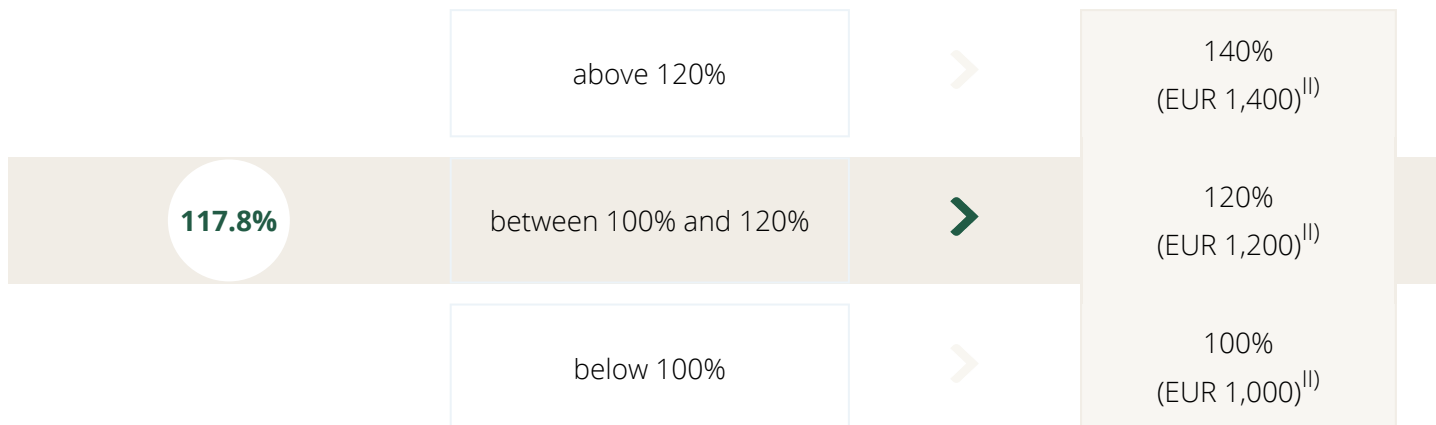 above 120%
140%
(EUR 1,400)II)
117.8%
between 100% and 120%
120%
(EUR 1,200)II)
below 100%
100%
(EUR 1,000)II)